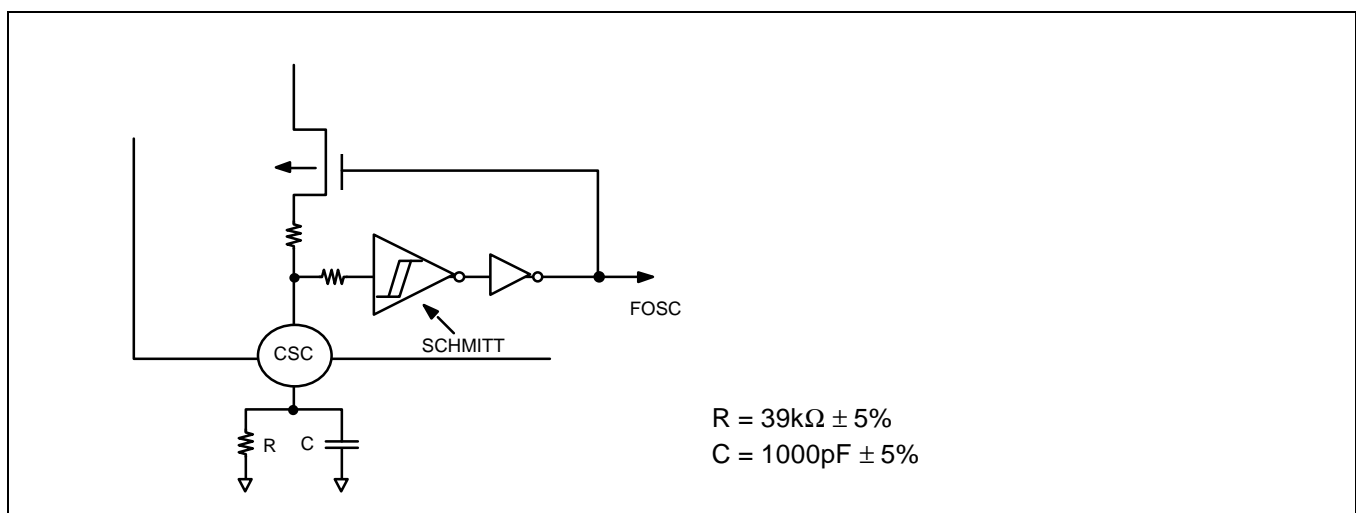 FOSC
SCHMITT
CSC
R
C
R = 39kΩ ± 5%
C = 1000pF ± 5%